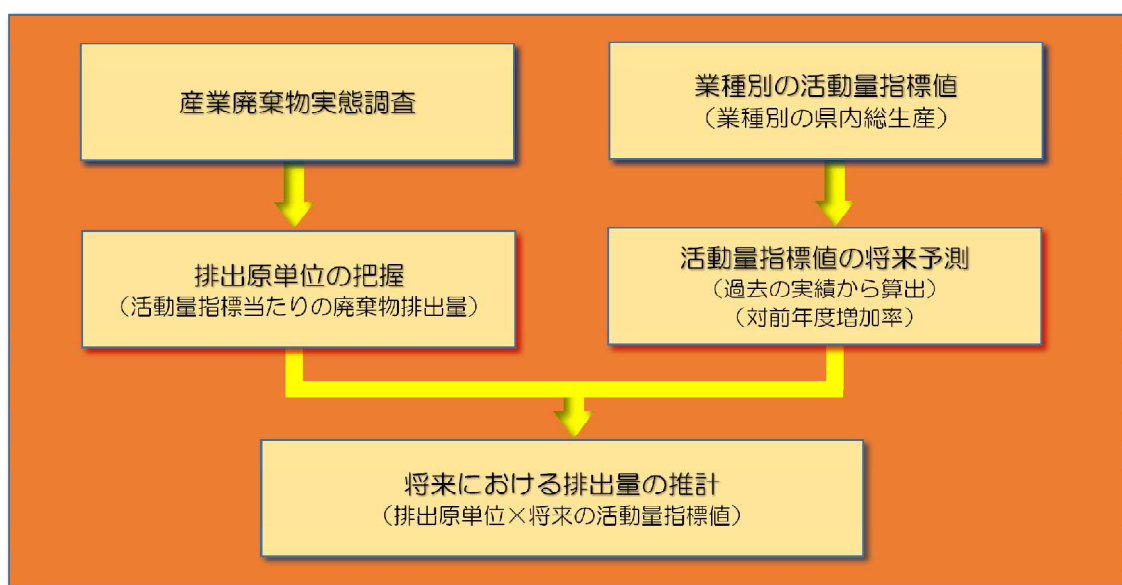 産業廃棄物実態調査
業種別の活動量指標値
（業種別の県内総生産）
排出原単位の把握
（活動量指標当たりの廃棄物排出量）
活動量指標値の将来予測
（過去の実績から算出）
（対前年度増加率）
将来における排出量の推計
（排出原単位×将来の活動量指標値）